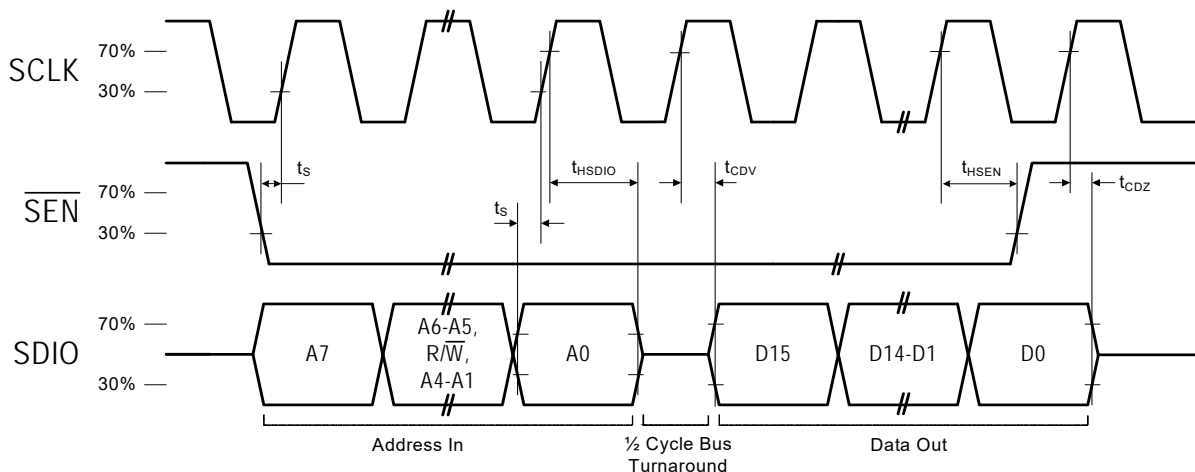 SCLK
70%
30%
SEN
70%
30%
tS
tS
tHSDIO
tCDV
tHSEN
tCDZ
SDIO
70%
30%
A7
A6-A5,
R/W,
A4-A1
A0
D15
D14-D1
D0
Address In
½ Cycle Bus
Turnaround
Data Out